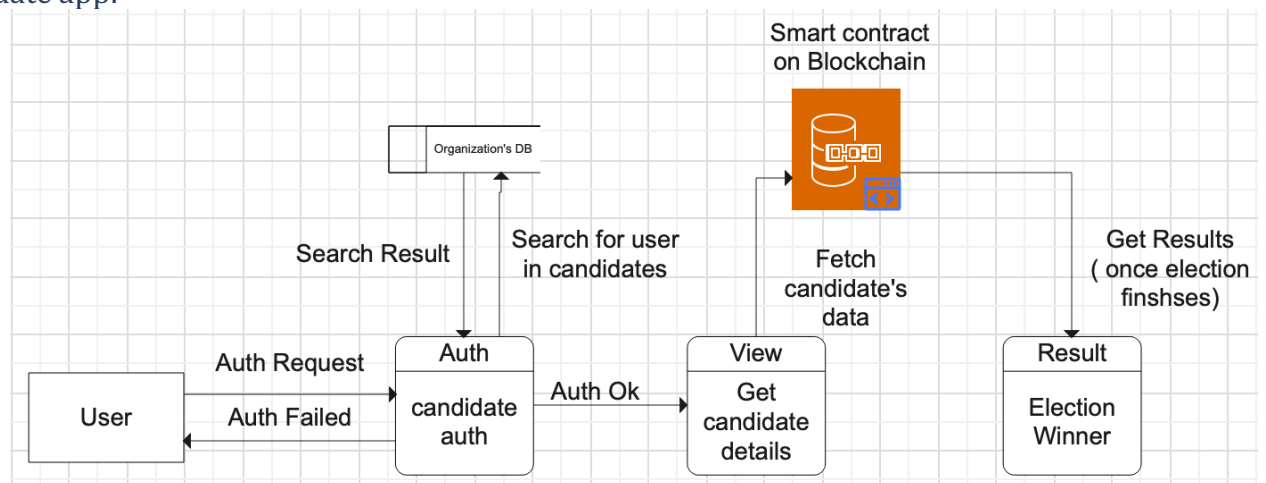 date app.
Smart contract
on Blockchain
Organization's DB
Search Result
Search for user
in candidates
Fetch
candidate's
data
Get Results
( once election
finshses)
Auth Request
Auth Failed
User
Auth
candidate
auth
Auth Ok
View
Get
candidate
details
Result
Election
Winner